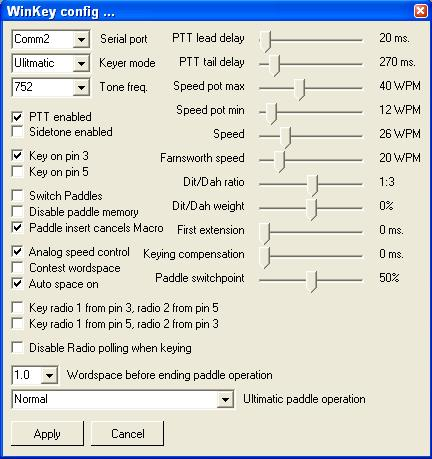 WinKey config ...
Comm2 Serial port PTT lead delay 20 ms.
Ulitmatic Keyer mode PTT tail delay 270 ms.
752 Tone freq. Speed pot max 40 WPM
PTT enabled Speed pot min 12 WPM
Sidetone enabled Speed 26 WPM
Key on pin 3 Farnsworth speed 20 WPM
Key on pin 5 Dit/Dah ratio 1:3
Switch Paddles
Disable paddle memory Dit/Dah weight 0%
Paddle insert cancels Macro First extension 0 ms.
Analog speed control Keying compensation 0 ms.
Contest wordspace
Auto space on Paddle switchpoint 50%
Key radio 1 from pin 3, radio 2 from pin 5
Key radio 1 from pin 5, radio 2 from pin 3
Disable Radio polling when keying
1.0 Wordspace before ending paddle operation
Normal Ultimatic paddle operation
Apply Cancel